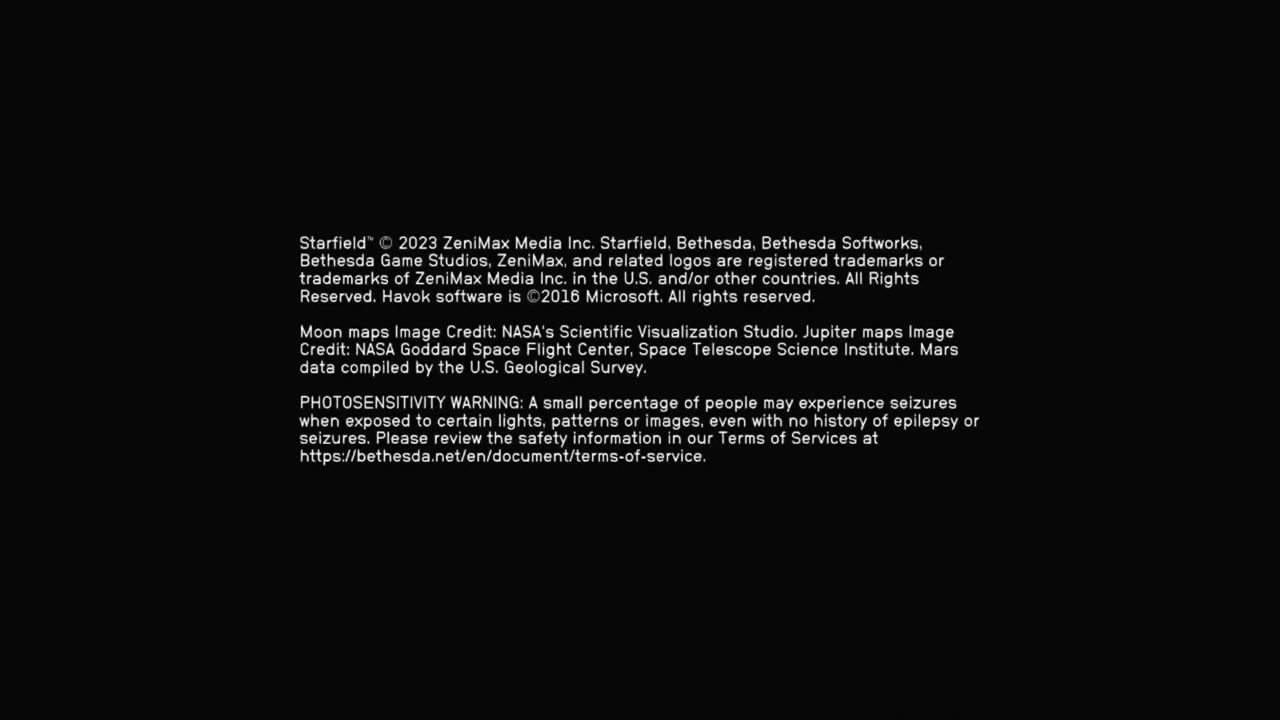 Starfield™ © 2023 ZeniMax Media Inc. Starfield, Bethesda, Bethesda Softworks,
Bethesda Game Studios, ZeniMax, and related logos are registered trademarks or
trademarks of ZeniMax Media Inc. in the U.S. and/or other countries. All Rights
Reserved. Havok software is ©2016 Microsoft. All rights reserved.
Moon maps Image Credit: NASA's Scientific Visualization Studio. Jupiter maps Image
Credit: NASA Goddard Space Flight Center, Space Telescope Science Institute. Mars
data compiled by the U.S. Geological Survey.
PHOTOSENSITIVITY WARNING: A small percentage of people may experience seizures
when exposed to certain lights, patterns or images, even with no history of epilepsy or
seizures. Please review the safety information in our Terms of Services at
https://bethesda.net/en/document/terms-of-service.